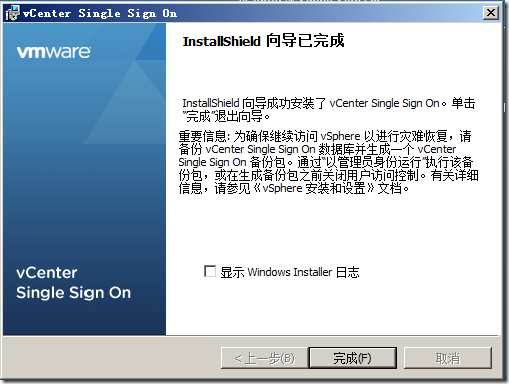 vCenter Single Sign On
vmware
InstallShield 向导已完成
InstallShield 向导成功安装了 vCenter Single Sign On。单击
“完成”退出向导。
重要信息: 为确保继续访问 vSphere 以进行灾难恢复，请
备份 vCenter Single Sign On 数据库并生成一个 vCenter
Single Sign On 备份包。通过“以管理员身份运行”执行该备
份包，或在生成备份包之前关闭用户访问控制。有关详细
信息，请参见《vSphere 安装和设置》文档。
显示 Windows Installer 日志
vCenter
Single Sign On
< 上一步(B)
完成(F)
取消